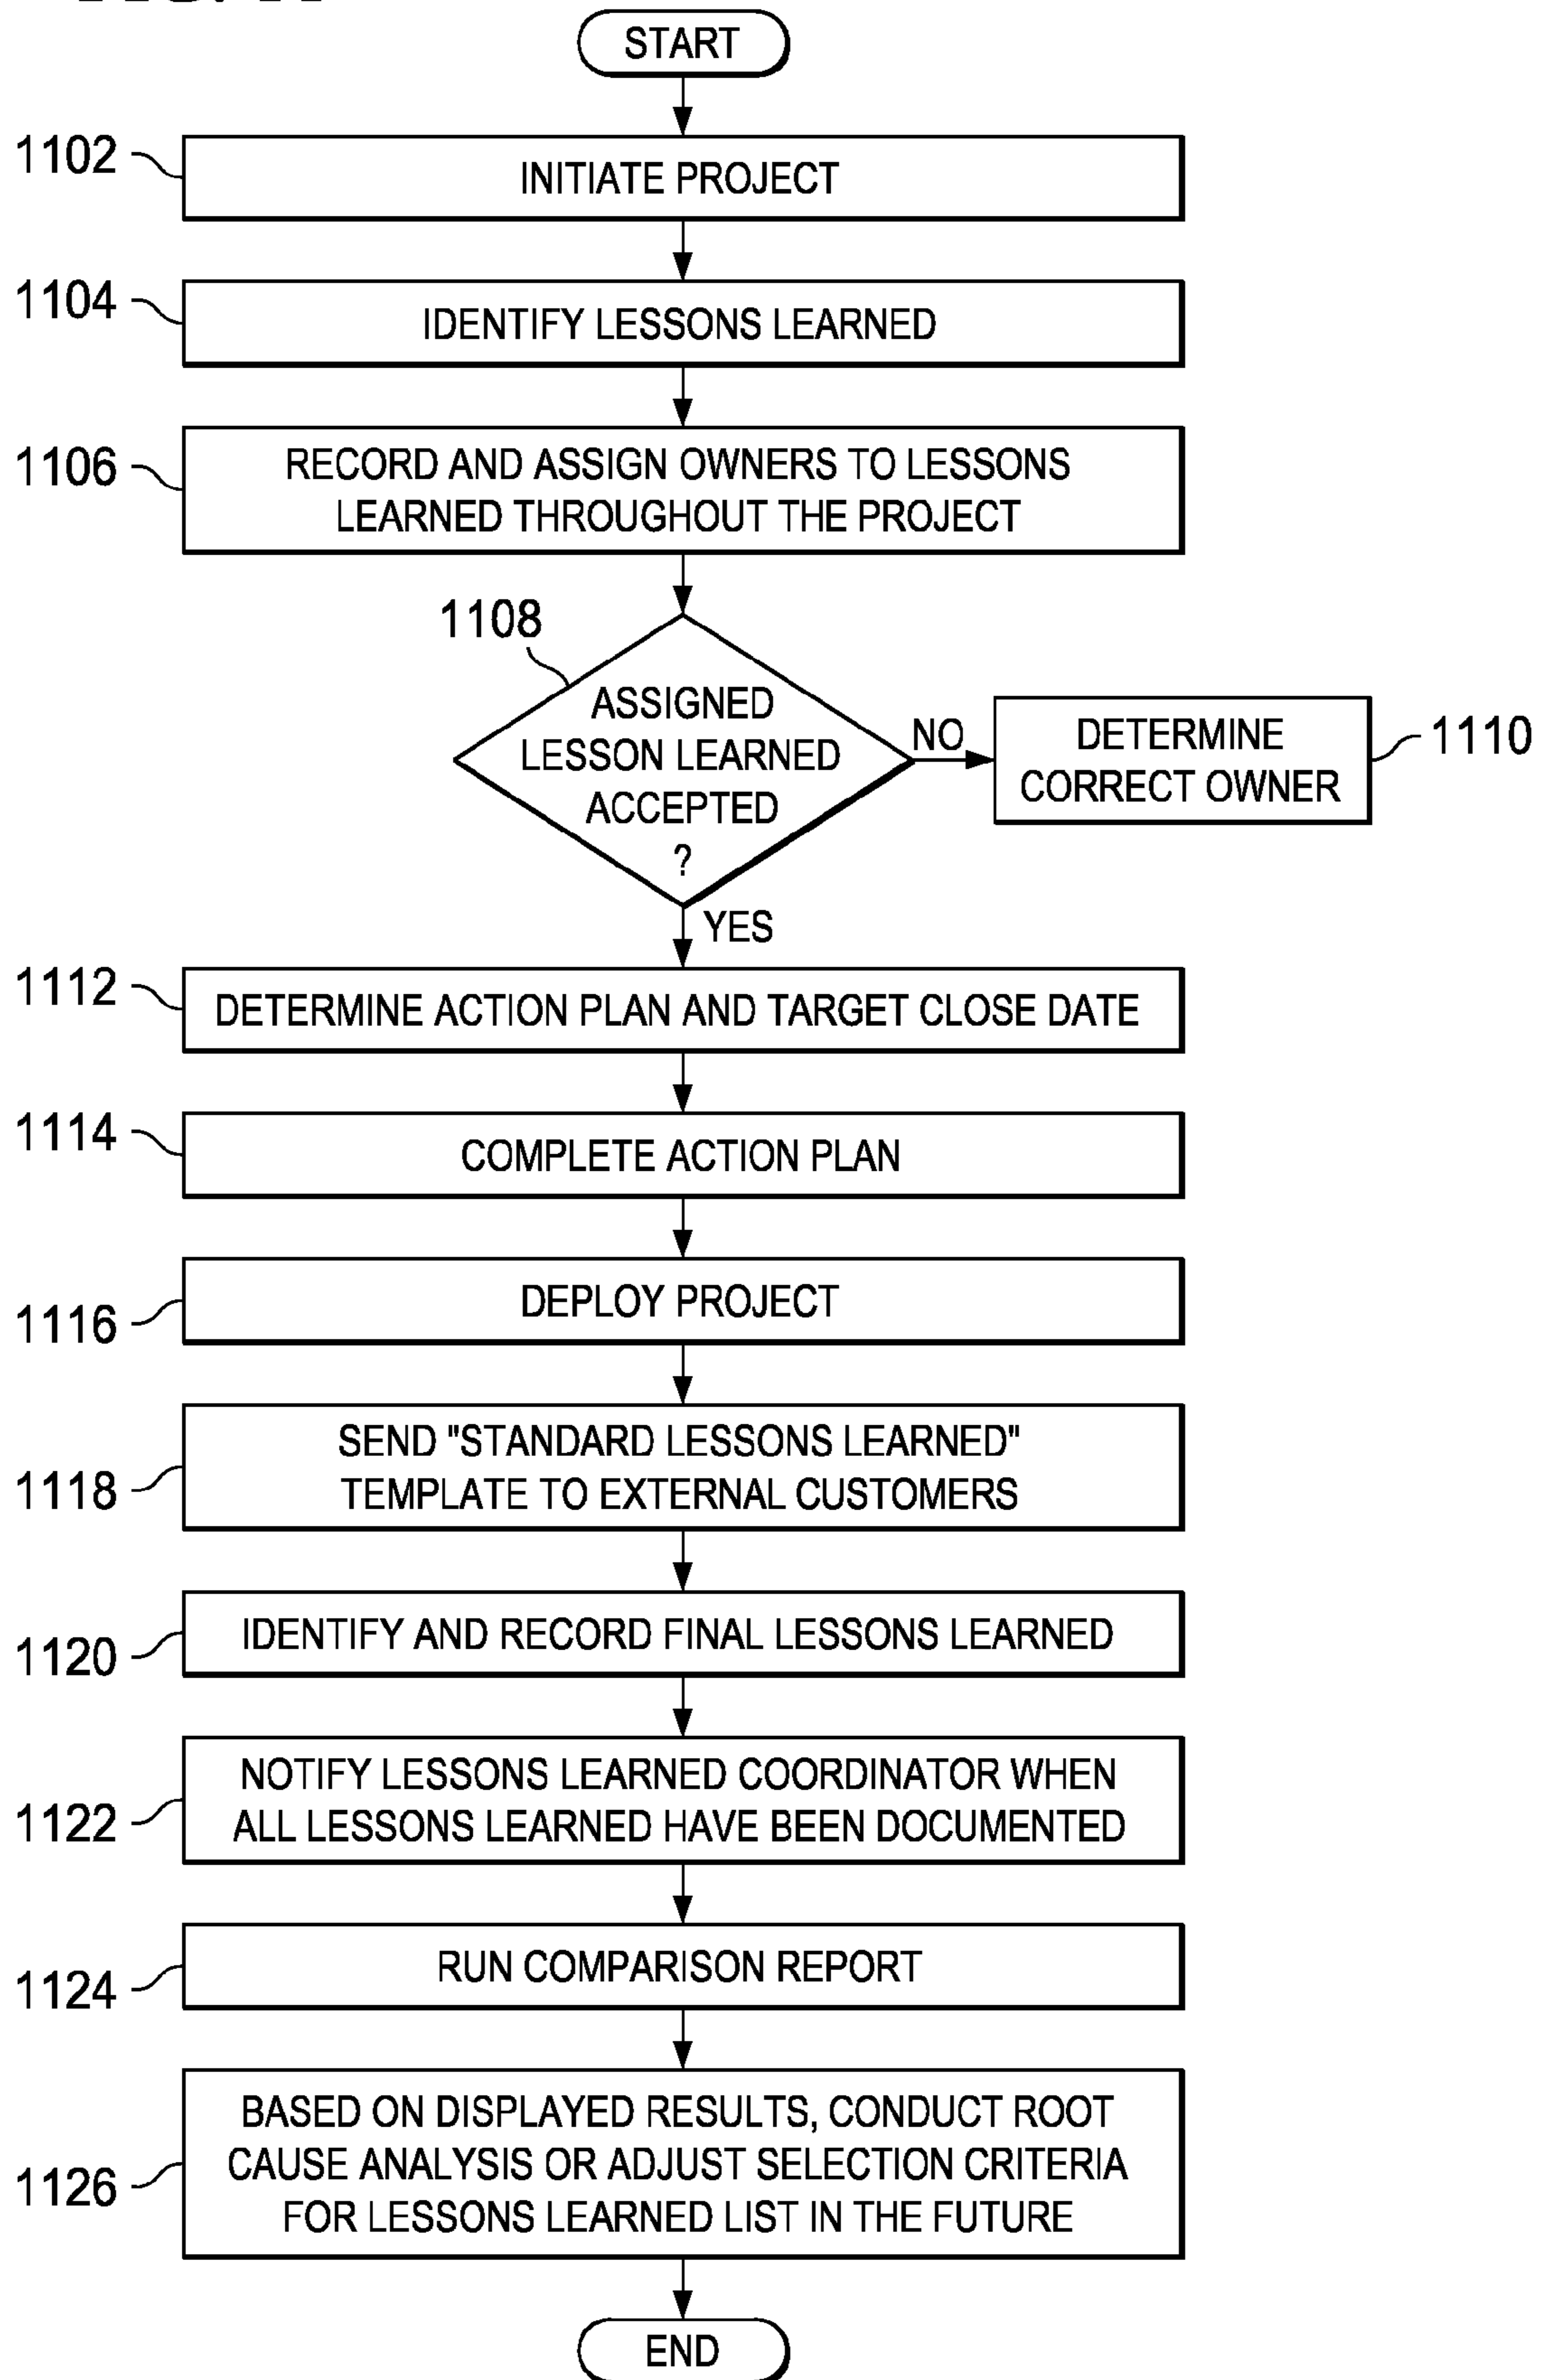 START
1102
INITIATE PROJECT
1104
IDENTIFY LESSONS LEARNED
1106
RECORD AND ASSIGN OWNERS TO LESSONS
LEARNED THROUGHOUT THE PROJECT
1108
ASSIGNED
LESSON LEARNED
ACCEPTED
?
NO
DETERMINE
CORRECT OWNER
1110
YES
1112
DETERMINE ACTION PLAN AND TARGET CLOSE DATE
1114
COMPLETE ACTION PLAN
1116
DEPLOY PROJECT
1118
SEND "STANDARD LESSONS LEARNED"
TEMPLATE TO EXTERNAL CUSTOMERS
1120
IDENTIFY AND RECORD FINAL LESSONS LEARNED
1122
NOTIFY LESSONS LEARNED COORDINATOR WHEN
ALL LESSONS LEARNED HAVE BEEN DOCUMENTED
1124
RUN COMPARISON REPORT
1126
BASED ON DISPLAYED RESULTS, CONDUCT ROOT
CAUSE ANALYSIS OR ADJUST SELECTION CRITERIA
FOR LESSONS LEARNED LIST IN THE FUTURE
END